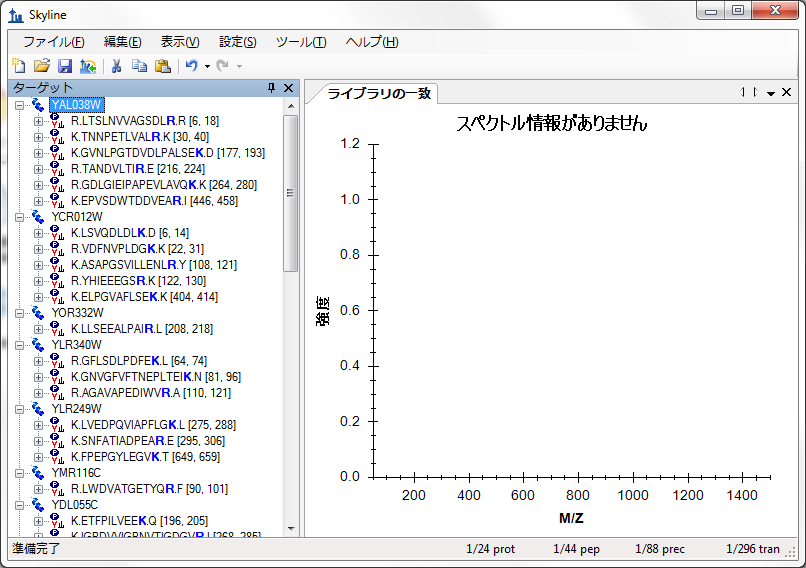 Skyline
ファイル(F) 編集(E) 表示(V) 設定(S) ツール(T) ヘルプ(H)
ターゲット
YAL038W
R.LTSLNVVAGSDLR.R [6, 18]
K.TNNPETLVALR.K [30, 40]
K.GVNLPGTDVDLPALSEK.D [177, 193]
R.TANDVLTIR.E [216, 224]
R.GDLGIEIPAPEVLAVQK.K [264, 280]
K.EPVSDWTDDVEAR.I [446, 458]
YCR012W
K.LSVQDLDLK.D [6, 14]
R.VDFNVPLDGK.K [22, 31]
K.ASAPGSVILLENLR.Y [108, 121]
R.YHIEEEGSR.K [122, 130]
K.ELPGVAFLSEK.K [404, 414]
YOR332W
K.LLSEEALPAIR.L [208, 218]
YLR340W
R.GFLSDLPDFEK.L [64, 74]
K.GNVGFVFTNEPLTEIK.N [81, 96]
R.AGAVAPEDIWVR.A [110, 121]
YLR249W
K.LVEDPQVIAPFLGK.L [275, 288]
K.SNFATIADPEAR.E [295, 306]
K.FPEPGYLEGVK.T [649, 659]
YMR116C
R.LWDVATGETYQR.F [90, 101]
YDL055C
K.ETFPILVEEK.Q [196, 205]
K.IGPDVVIGPNVTIGDGVR.I [268, 285]
ライブラリの一致
スペクトル情報がありません
強度
1.2
1.0
0.8
0.6
0.4
0.2
0.0
200 400 600 800 1000 1200 1400
M/Z
準備完了 1/24 prot 1/44 pep 1/88 prec 1/296 tran